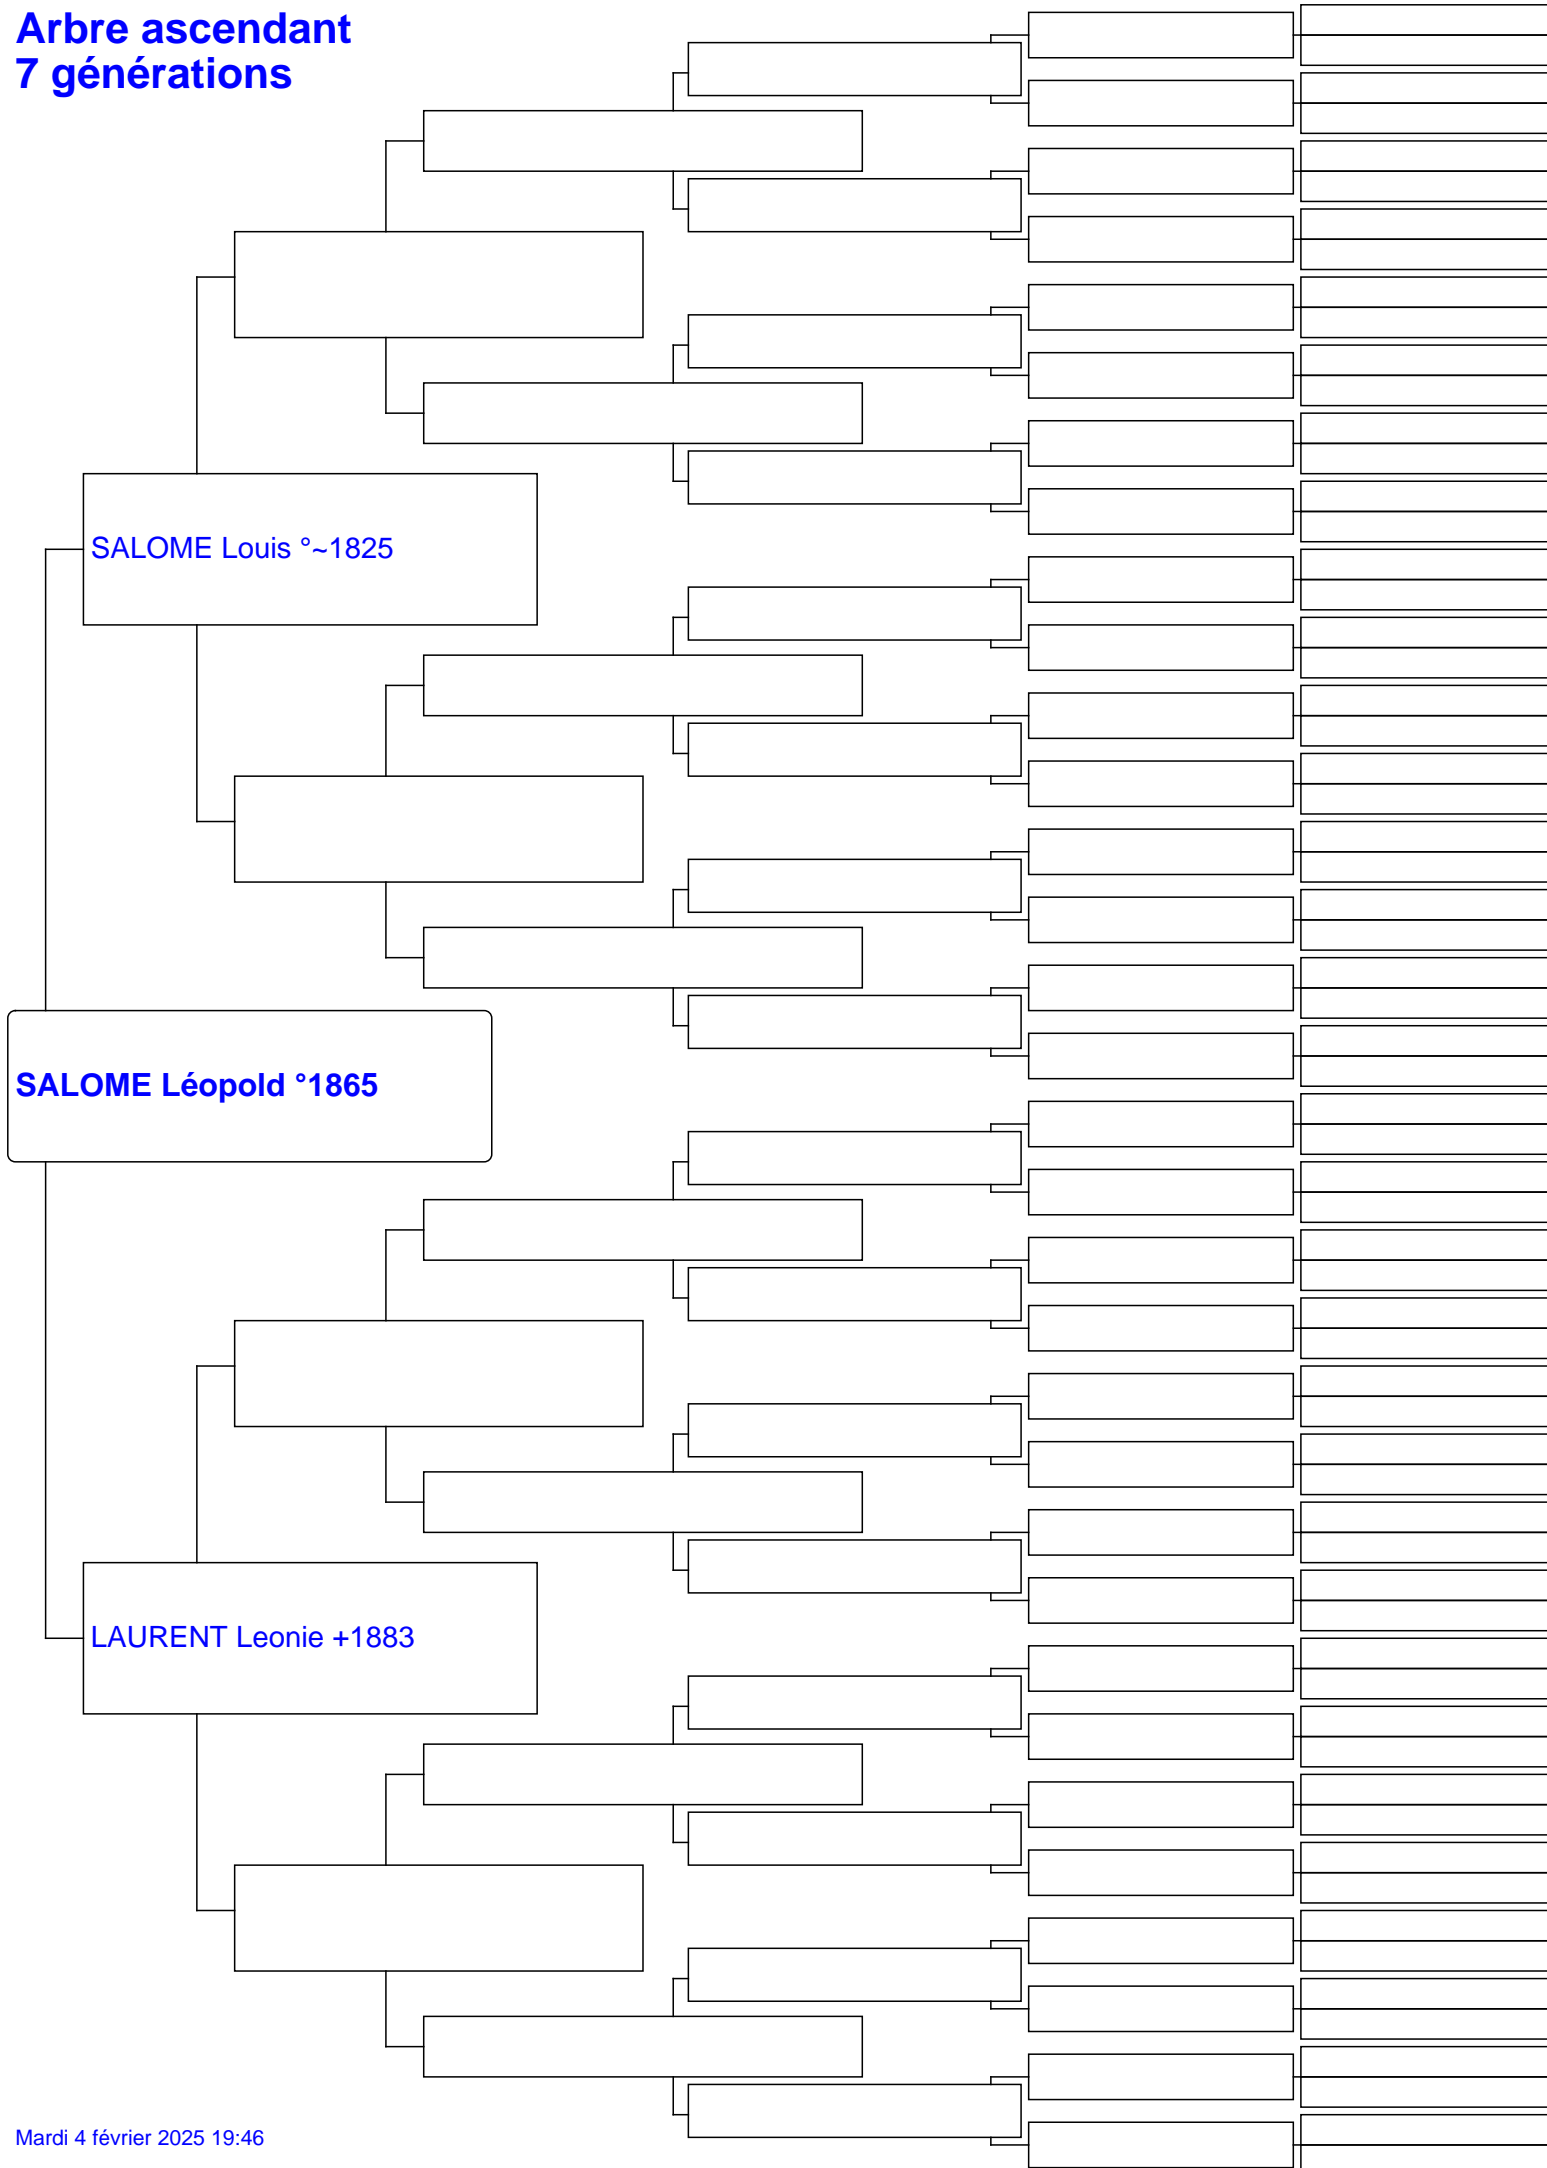 Arbre ascendant
7 générations
SALOME Louis °~1825
SALOME Léopold °1865
LAURENT Leonie +1883
Mardi 4 février 2025 19:46